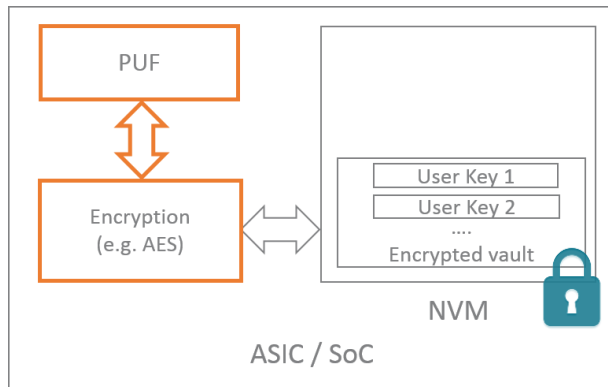 PUF
Encryption
(e.g. AES)
User Key 1
User Key 2
....
Encrypted vault
NVM
ASIC / SoC